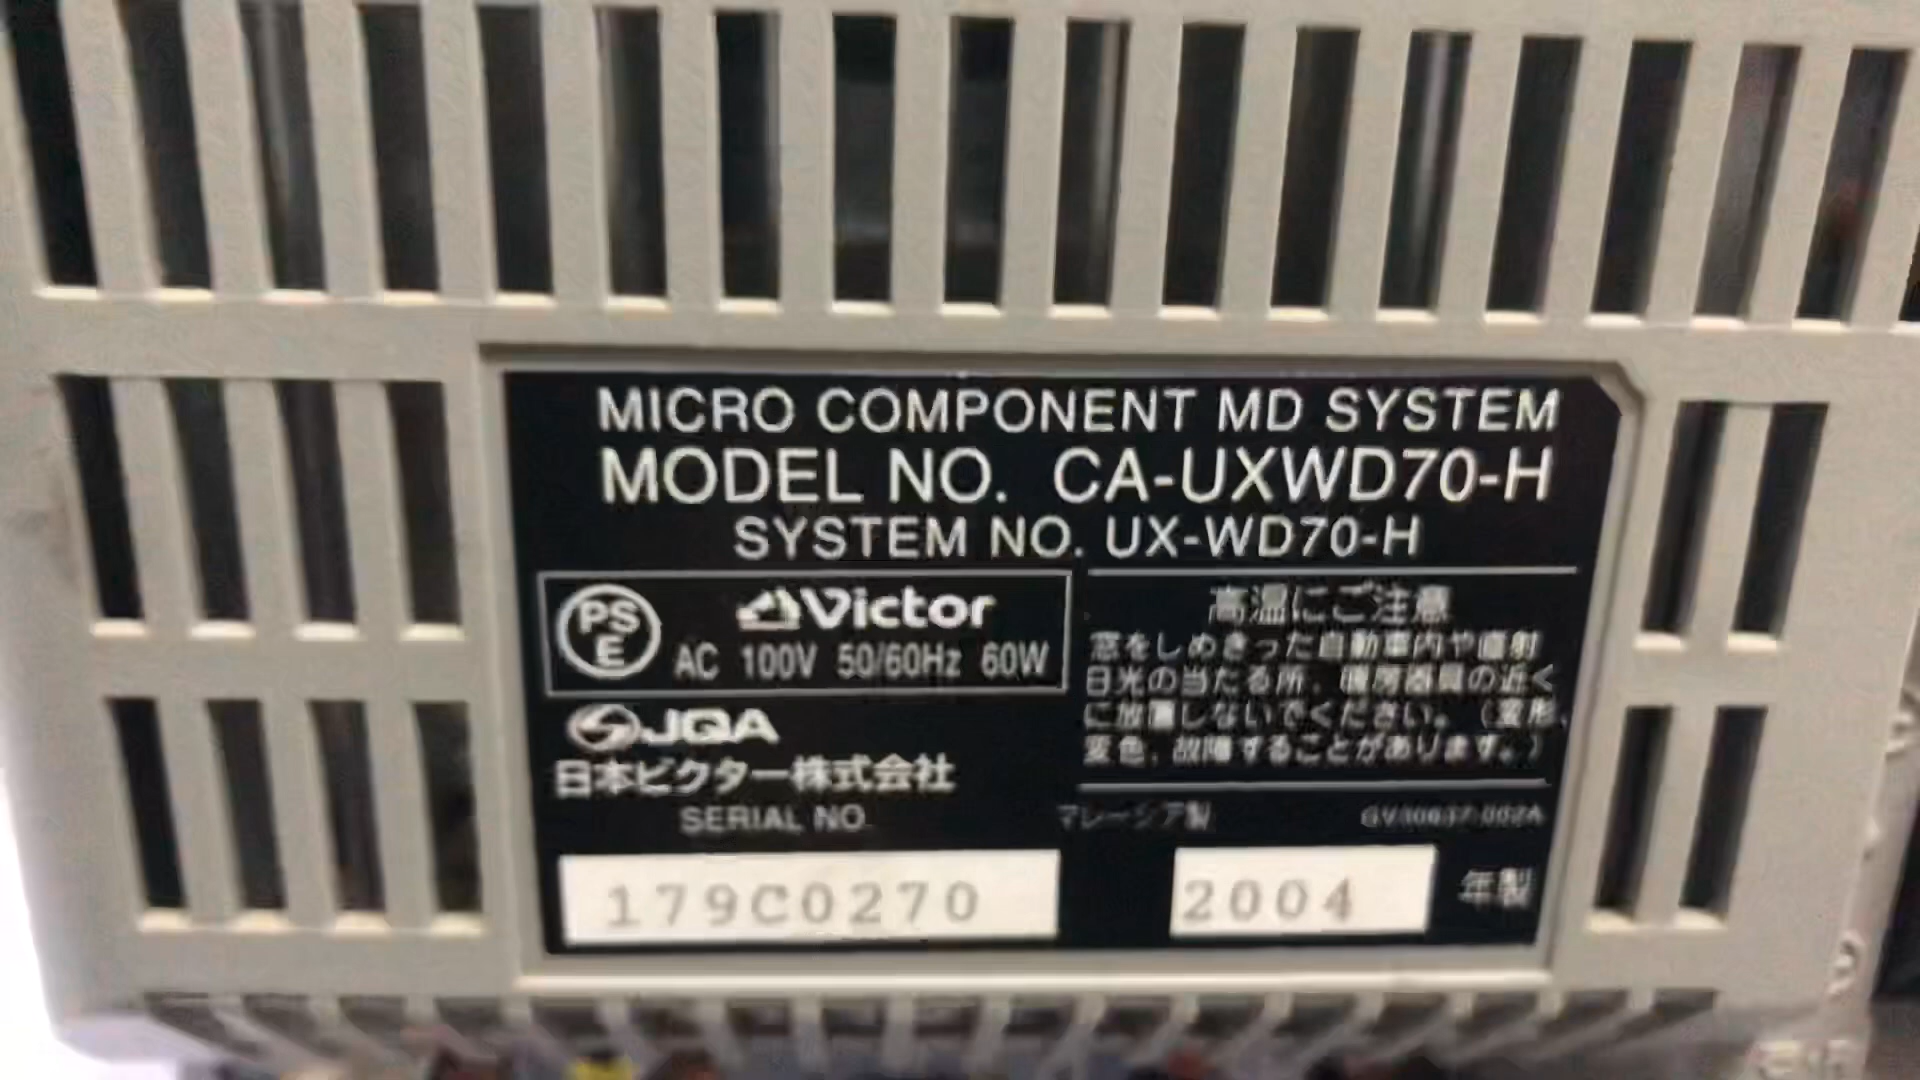 MICRO COMPONENT MD SYSTEM
MODEL NO. CA-UXWD70-H
SYSTEM NO. UX-WD70-H
PS
E
Victor
AC 100V 50/60Hz 60W
JQA
日本ビクター株式会社
高温にご注意
窓をしめきった自動車内や直射
日光の当たる所、暖房器具の近く
に放置しないでください。(変形、
変色、故障することがあります。)
SERIAL NO.
マレーシア製
179C0270
2004 年製